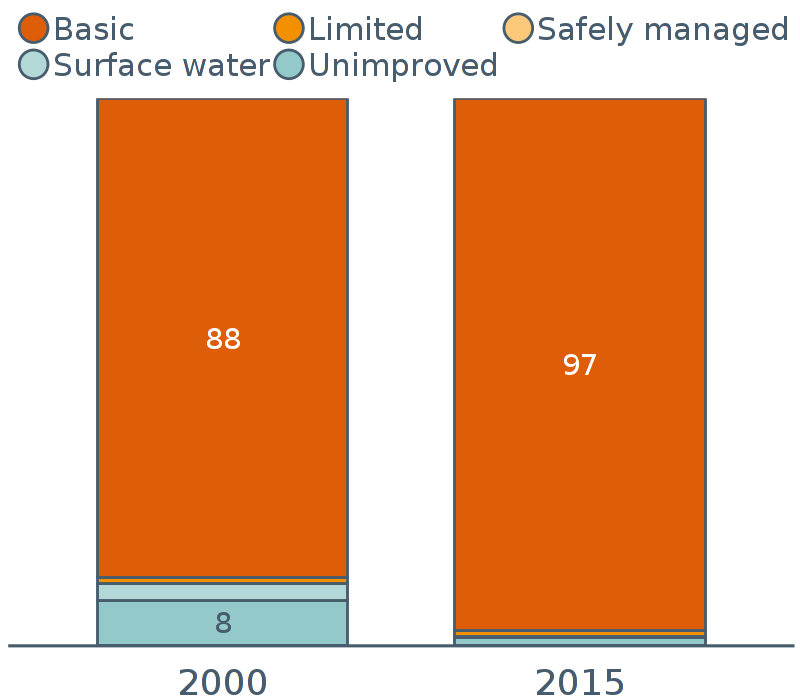 Basic Limited Safely managed
Surface water Unimproved
88
97
8
2000 2015